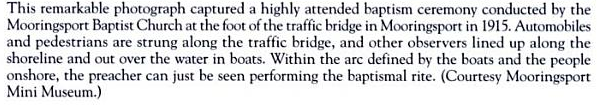 This remarkable photograph captured a highly attended baptism ceremony conducted by the
Mooringsport Baptist Church at the foot of the traffic bridge in Mooringsport in 1915. Automobiles
and pedestrians are strung along the traffic bridge, and other observers lined up along the
shoreline and out over the water in boats. Within the arc defined by the boats and the people
onshore, the preacher can just be seen performing the baptismal rite. (Courtesy Mooringsport
Mini Museum.)